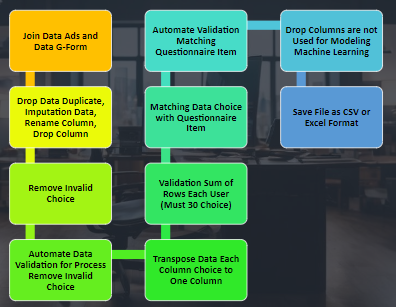 Join Data Ads and
Data G-Form
Drop Data Duplicate,
Imputation Data,
Rename Column,
Drop Column
Remove Invalid
Choice
Automate Data
Validation for Process
Remove Invalid
Choice
Transpose Data Each
Column Choice to
One Column
Validation Sum of
Rows Each User
(Must 30 Choice)
Matching Data Choice
with Questionnaire
Item
Automate Validation
Matching
Questionnaire Item
Drop Columns are not
Used for Modeling
Machine Learning
Save File as CSV or
Excel Format